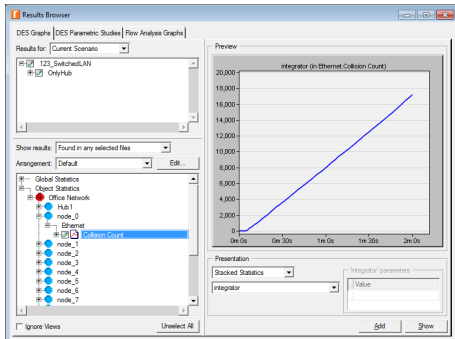 Results Browser
DES Graphs DES Parametric Studies Flow Analysis Graphs
Results for: Current Scenario
123_SwitchedLAN
OnlyHub
Show results: Found in any selected files
Arrangement: Default Edit...
Global Statistics
Object Statistics
Office Network
Hub1
node_0
Ethernet
Collision Count
node_1
node_2
node_3
node_4
node_5
node_6
node_7
Ignore Views Unselect All
Preview
integrator (in Ethernet.Collision Count)
20,000
18,000
16,000
14,000
12,000
10,000
8,000
6,000
4,000
2,000
0
0m 0s 0m 30s 1m 0s 1m 30s 2m 0s
Presentation
Stacked Statistics
integrator
'Integrator' parameters
Value
Add Show